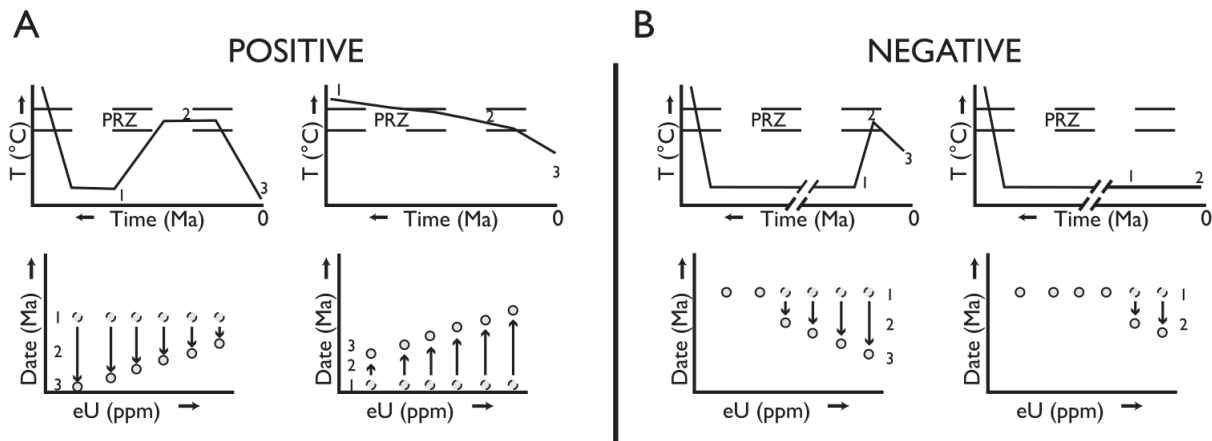 A
POSITIVE
T (°C)
PRZ
2
1
3
Time (Ma)
0
T (°C)
1
PRZ
2
3
Time (Ma)
0
Date (Ma)
1
2
3
eU (ppm)
Date (Ma)
3
2
1
eU (ppm)
B
NEGATIVE
T (°C)
PRZ
2
3
1
Time (Ma)
0
T (°C)
PRZ
1
2
Time (Ma)
0
Date (Ma)
1
2
3
eU (ppm)
Date (Ma)
1
2
eU (ppm)